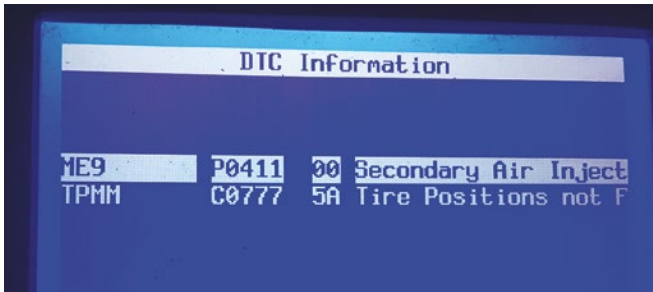 DTC Information
ME9 P0411 00 Secondary Air Inject
TPMM C0777 5A Tire Positions not F